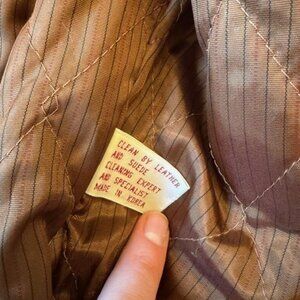 CLEAN BY LEATHER
AND SUEDE
CLEANING EXPERT
AND SPECIALIST
MADE IN KOREA